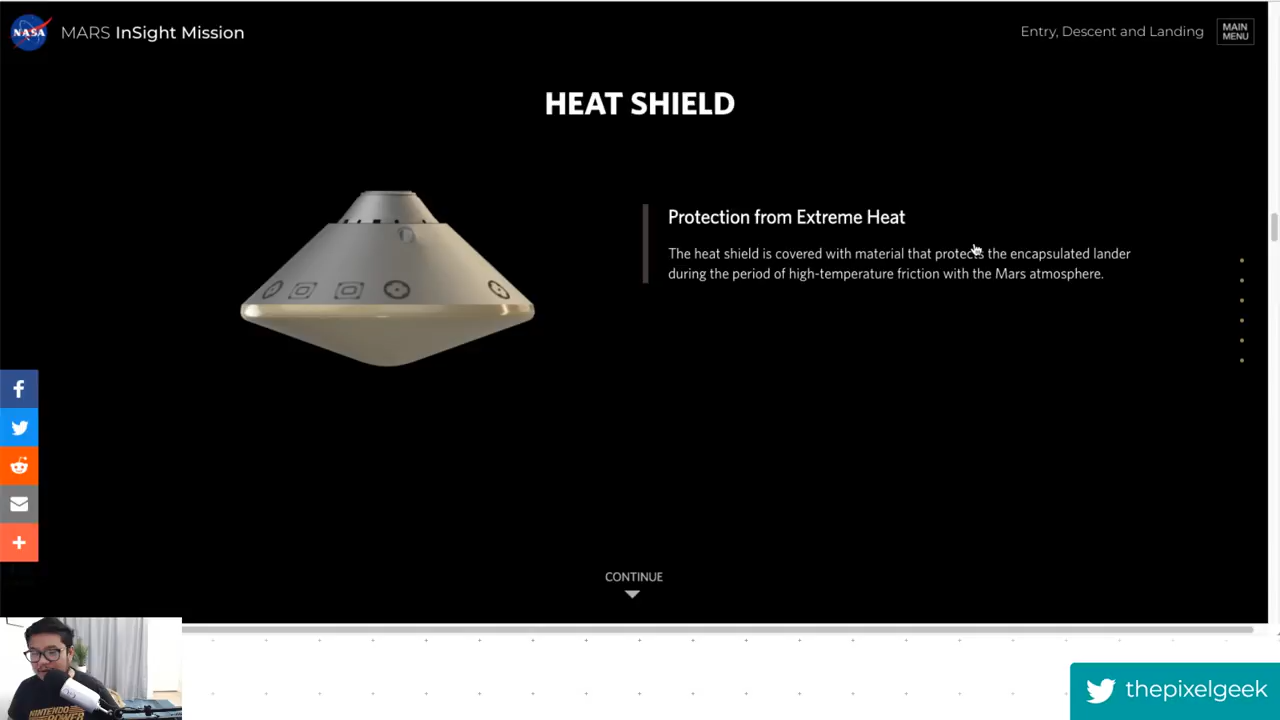 NASA
MARS InSight Mission
Entry, Descent and Landing
MAIN
MENU
HEAT SHIELD
Protection from Extreme Heat
The heat shield is covered with material that protects the encapsulated lander
during the period of high-temperature friction with the Mars atmosphere.
CONTINUE
NINTENDO
POWER
thepixelgeek